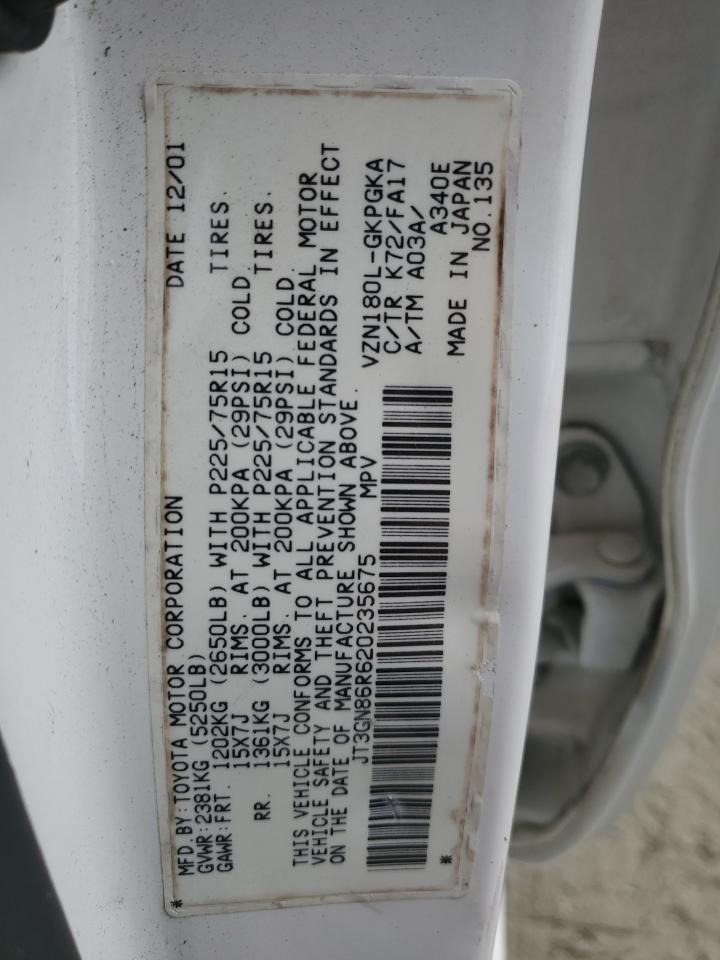 MFD. BY: TOYOTA MOTOR CORPORATION DATE 12/01
GVWR: 2381KG (5250LB)
GAWR: FRT. 1202KG (2650LB) WITH P225/75R15 TIRES.
15X7J RIMS. AT 200KPA (29PSI) COLD.
RR. 1361KG (3000LB) WITH P225/75R15 TIRES.
15X7J RIMS. AT 200KPA (29PSI) COLD.
THIS VEHICLE CONFORMS TO ALL APPLICABLE FEDERAL MOTOR
VEHICLE SAFETY AND THEFT PREVENTION STANDARDS IN EFFECT
ON THE DATE OF MANUFACTURE SHOWN ABOVE.
JT3GN86R620235675 MPV VZN180L-GKPGKA
C/TR K72/FA17
A/TM A03A/
A340E
MADE IN JAPAN
NO.135
* *